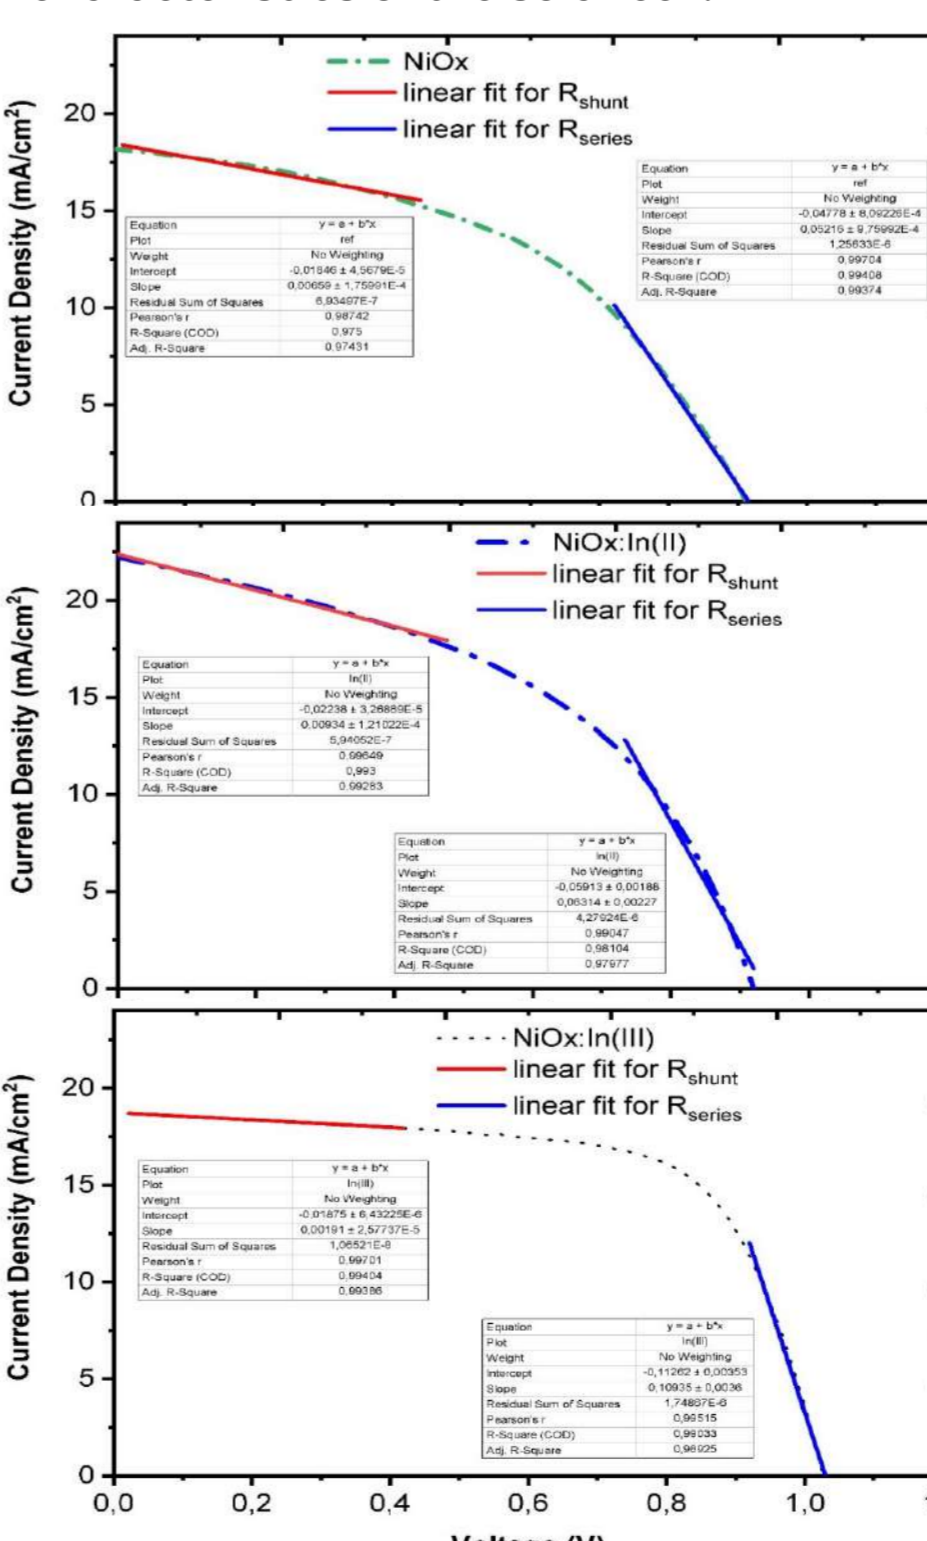 NiOx
linear fit for Rshunt
linear fit for Rseries
Current Density (mA/cm2)
20
15
10
5
0
Equation y = a + b*x
Plot ref
Weight No Weighting
Intercept -0,04778 ± 8,09226E-4
Slope 0,05216 ± 9,75992E-4
Residual Sum of Squares 1,25633E-6
Pearson's r 0,99704
R-Square (COD) 0,99408
Adj. R-Square 0,99374
Equation y = a + b*x
Plot ref
Weight No Weighting
Intercept -0,01846 ± 4,5679E-5
Slope 0,00659 ± 1,75991E-4
Residual Sum of Squares 6,93497E-7
Pearson's r 0,98742
R-Square (COD) 0,975
Adj. R-Square 0,97431
NiOx:In(II)
linear fit for Rshunt
linear fit for Rseries
Current Density (mA/cm2)
20
15
10
5
0
Equation y = a + b*x
Plot In(II)
Weight No Weighting
Intercept -0,02238 ± 3,26889E-5
Slope 0,00934 ± 1,21022E-4
Residual Sum of Squares 5,94052E-7
Pearson's r 0,99649
R-Square (COD) 0,993
Adj. R-Square 0,99283
Equation y = a + b*x
Plot In(II)
Weight No Weighting
Intercept -0,05913 ± 0,00188
Slope 0,06314 ± 0,00227
Residual Sum of Squares 4,27924E-6
Pearson's r 0,99047
R-Square (COD) 0,98104
Adj. R-Square 0,97977
NiOx:In(III)
linear fit for Rshunt
linear fit for Rseries
Current Density (mA/cm2)
20
15
10
5
0
Equation y = a + b*x
Plot In(III)
Weight No Weighting
Intercept -0,01875 ± 6,43225E-6
Slope 0,00191 ± 2,57737E-5
Residual Sum of Squares 1,06521E-8
Pearson's r 0,99701
R-Square (COD) 0,99404
Adj. R-Square 0,99386
Equation y = a + b*x
Plot In(III)
Weight No Weighting
Intercept -0,11262 ± 0,00353
Slope 0,10935 ± 0,0036
Residual Sum of Squares 1,74867E-6
Pearson's r 0,99515
R-Square (COD) 0,99033
Adj. R-Square 0,98925
0,0 0,2 0,4 0,6 0,8 1,0